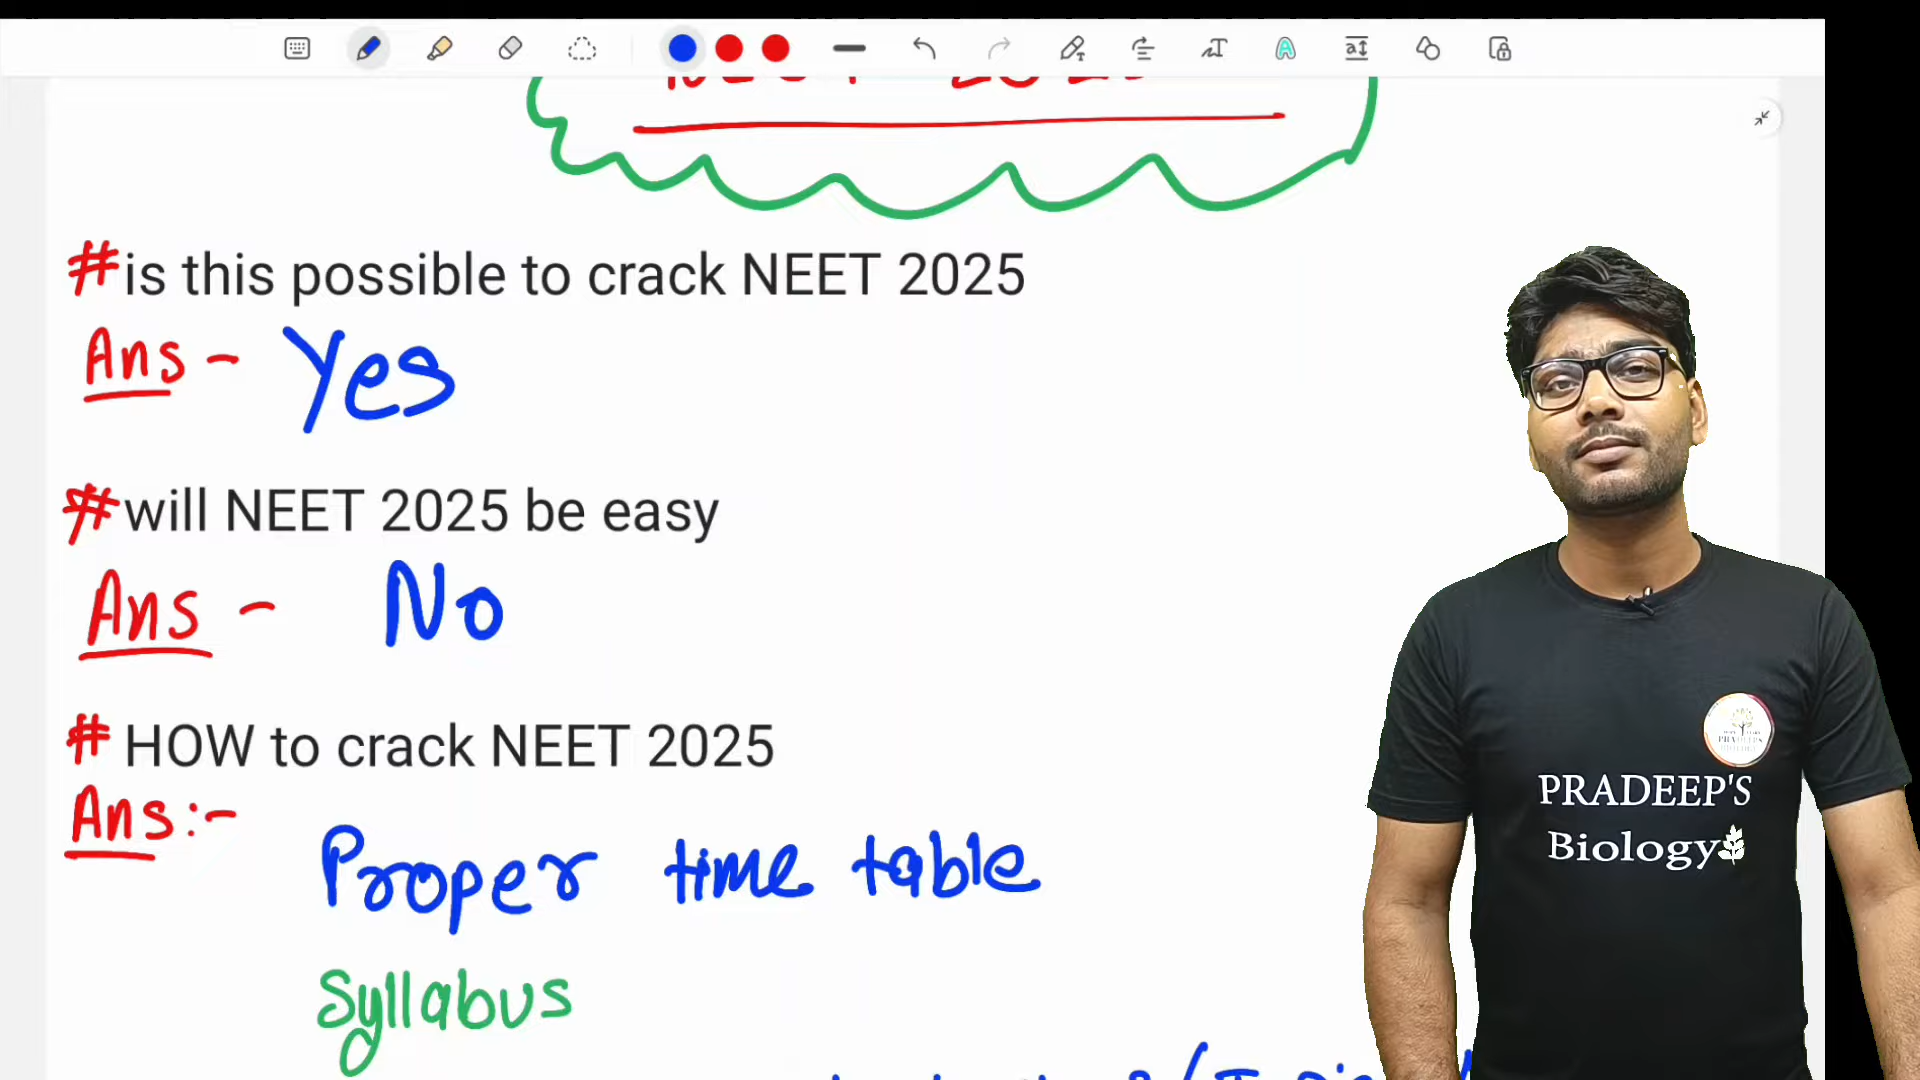 #is this possible to crack NEET 2025
Ans - Yes
#will NEET 2025 be easy
Ans - No
# HOW to crack NEET 2025
Ans:-
Proper time table
Syllabus
PRADEEP'S
Biology